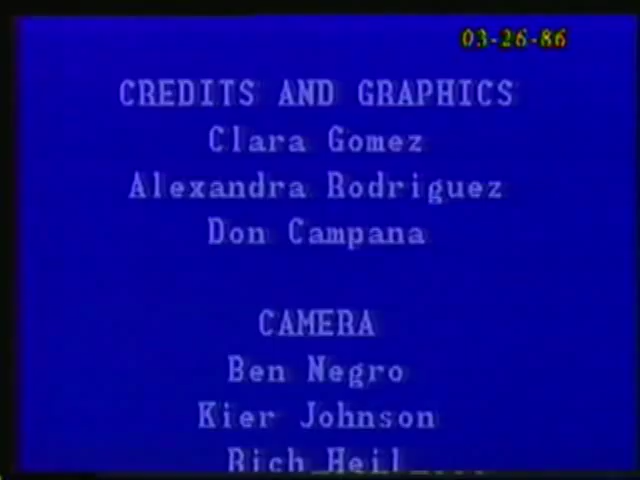 03-26-86
CREDITS AND GRAPHICS
Clara Gomez
Alexandra Rodriguez
Don Campana
CAMERA
Ben Negro
Kier Johnson
Rich Heil